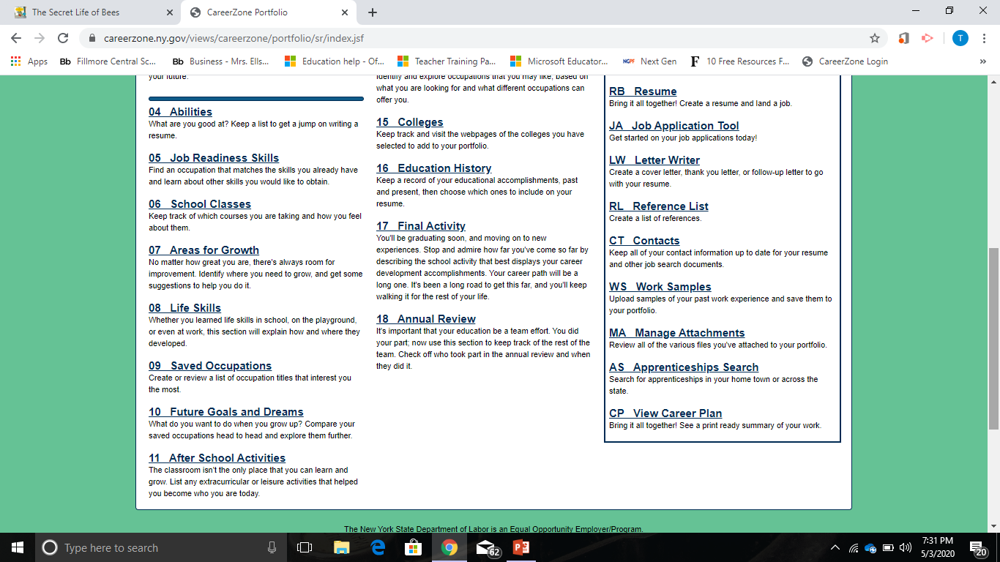 The Secret Life of Bees
CareerZone Portfolio
careerzone.ny.gov/views/careerzone/portfolio/sr/index.jsf
T
Apps
Bb Fillmore Central Sc...
Bb Business - Mrs. Ells...
Education help - Of...
Teacher Training Pa...
Microsoft Educator...
NGPF Next Gen
F 10 Free Resources F...
CareerZone Login
»
your future.
04 Abilities
What are you good at? Keep a list to get a jump on writing a
resume.
05 Job Readiness Skills
Find an occupation that matches the skills you already have
and learn about other skills you would like to obtain.
06 School Classes
Keep track of which courses you are taking and how you feel
about them.
07 Areas for Growth
No matter how great you are, there's always room for
improvement. Identify where you need to grow, and get some
suggestions to help you do it.
08 Life Skills
Whether you learned life skills in school, on the playground,
or even at work, this section will explain how and where they
developed.
09 Saved Occupations
Create or review a list of occupation titles that interest you
the most.
10 Future Goals and Dreams
What do you want to do when you grow up? Compare your
saved occupations head to head and explore them further.
11 After School Activities
The classroom isn't the only place that you can learn and
grow. List any extracurricular or leisure activities that helped
you become who you are today.
Identify and explore occupations that you may like, based on
what you are looking for and what different occupations can
offer you.
15 Colleges
Keep track and visit the webpages of the colleges you have
selected to add to your portfolio.
16 Education History
Keep a record of your educational accomplishments, past
and present, then choose which ones to include on your
resume.
17 Final Activity
You'll be graduating soon, and moving on to new
experiences. Stop and admire how far you've come so far by
describing the school activity that best displays your career
development accomplishments. Your career path will be a
long one. It's been a long road to get this far, and you'll keep
walking it for the rest of your life.
18 Annual Review
It's important that your education be a team effort. You did
your part; now use this section to keep track of the rest of the
team. Check off who took part in the annual review and when
they did it.
RB Resume
Bring it all together! Create a resume and land a job.
JA Job Application Tool
Get started on your job applications today!
LW Letter Writer
Create a cover letter, thank you letter, or follow-up letter to go
with your resume.
RL Reference List
Create a list of references.
CT Contacts
Keep all of your contact information up to date for your resume
and other job search documents.
WS Work Samples
Upload samples of your past work experience and save them to
your portfolio.
MA Manage Attachments
Review all of the various files you've attached to your portfolio.
AS Apprenticeships Search
Search for apprenticeships in your home town or across the
state.
CP View Career Plan
Bring it all together! See a print ready summary of your work.
The New York State Department of Labor is an Equal Opportunity Employer/Program.
Type here to search
62
7:31 PM
5/3/2020
20